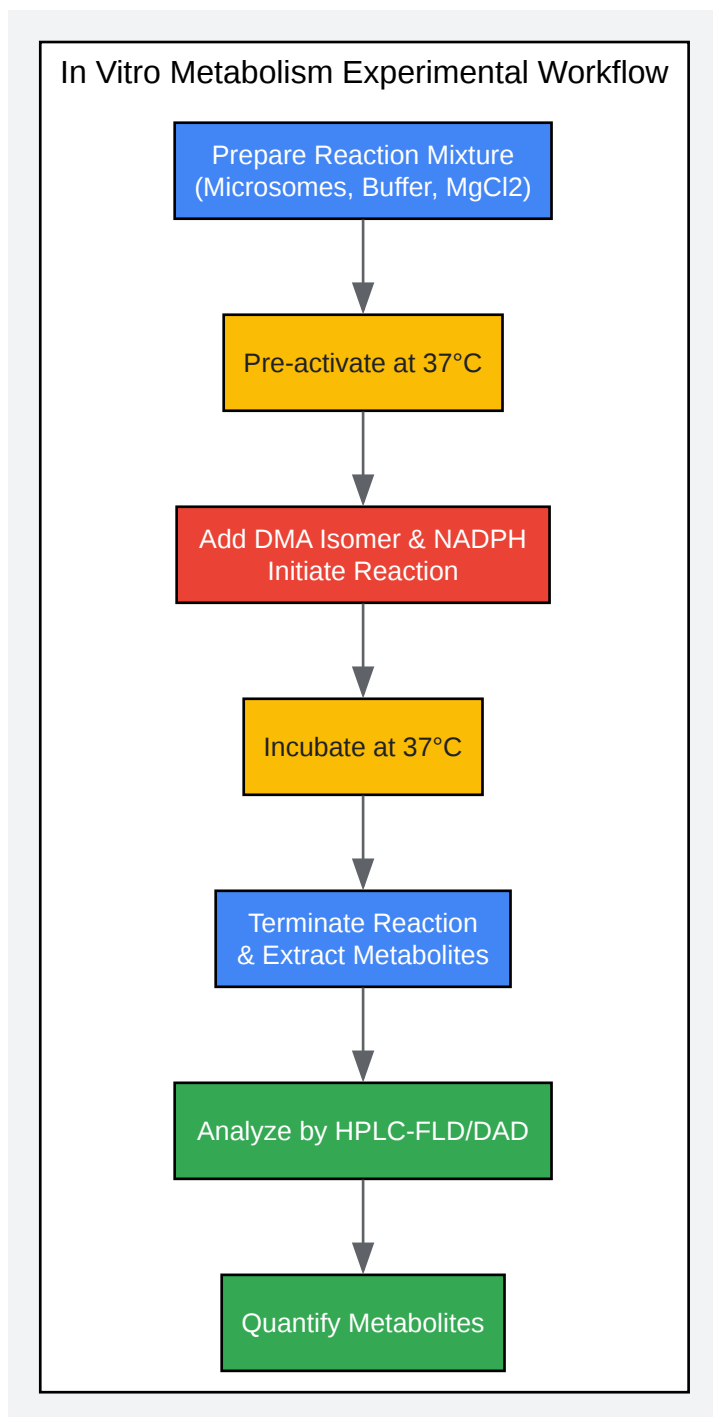 In Vitro Metabolism Experimental Workflow
Prepare Reaction Mixture
(Microsomes, Buffer, MgCl2)
Pre-activate at 37°C
Add DMA Isomer & NADPH
Initiate Reaction
Incubate at 37°C
Terminate Reaction
& Extract Metabolites
Analyze by HPLC-FLD/DAD
Quantify Metabolites